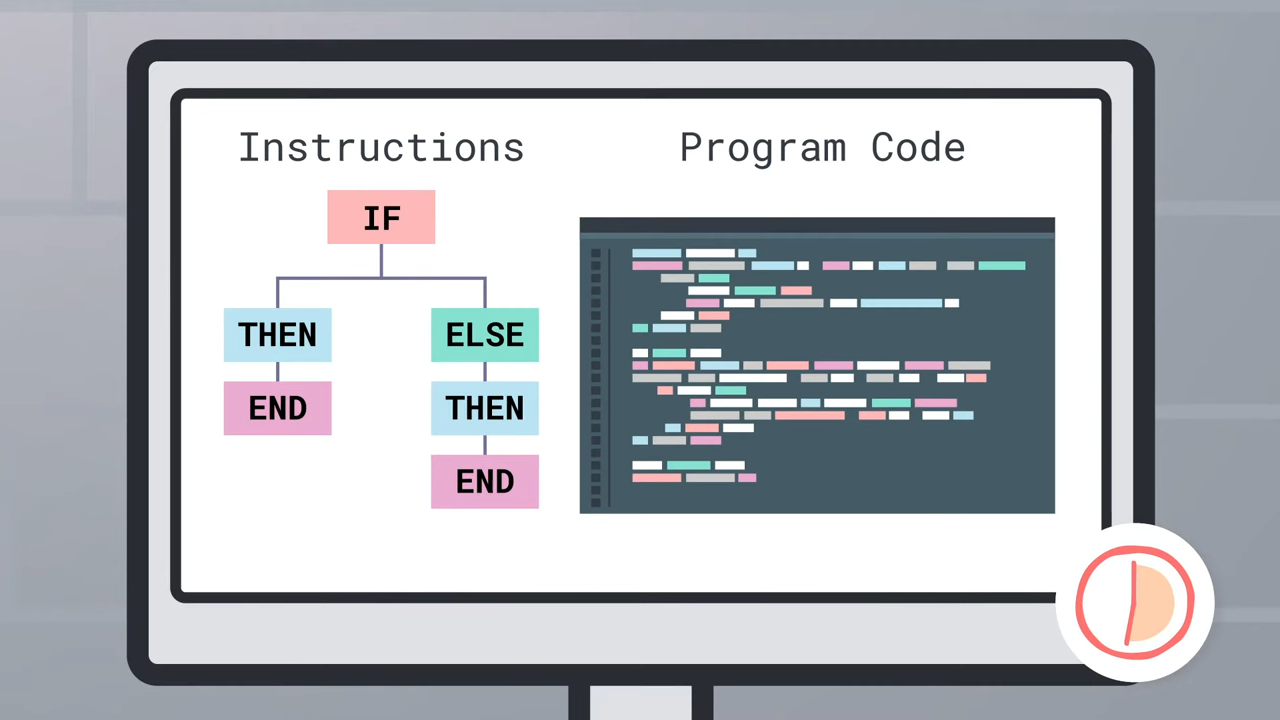 Instructions
IF
THEN
END
ELSE
THEN
END
Program Code